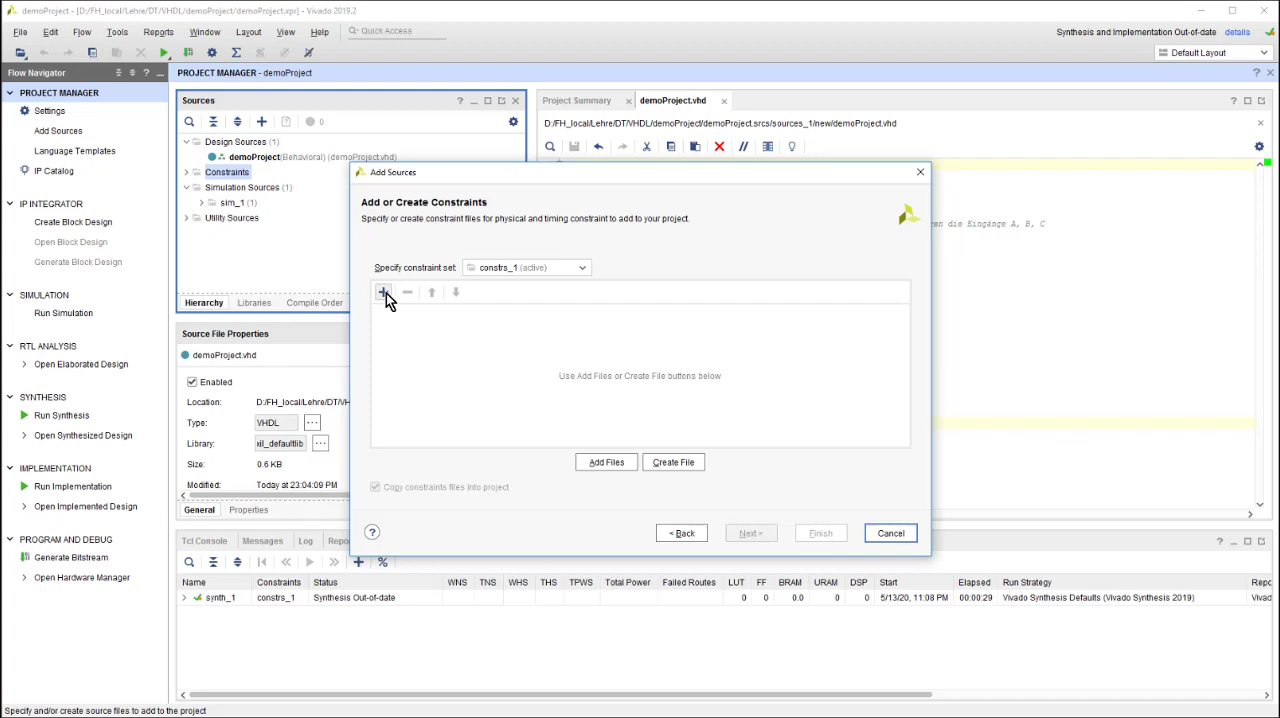 demoProject - [D:/FH_local/Lehre/DT/VHDL/demoProject/demoProject.xpr] - Vivado 2019.2
File Edit Flow Tools Reports Window Layout View Help Quick Access
Synthesis and Implementation Out-of-date details
Default Layout
Flow Navigator
PROJECT MANAGER - demoProject
PROJECT MANAGER
Settings
Add Sources
Language Templates
IP Catalog
IP INTEGRATOR
Create Block Design
Open Block Design
Generate Block Design
SIMULATION
Run Simulation
RTL ANALYSIS
Open Elaborated Design
SYNTHESIS
Run Synthesis
Open Synthesized Design
IMPLEMENTATION
Run Implementation
Open Implemented Design
PROGRAM AND DEBUG
Generate Bitstream
Open Hardware Manager
Sources
0
Design Sources (1)
demoProject(Behavioral) (demoProject.vhd)
Constraints
Simulation Sources (1)
sim_1 (1)
Utility Sources
Hierarchy Libraries Compile Order
Source File Properties
demoProject.vhd
Enabled
Location: D:/FH_local/Lehre/DT/VH
Type: VHDL
Library: xil_defaultlib
Size: 0.6 KB
Modified: Today at 23:04:09 PM
General Properties
Project Summary demoProject.vhd
D:/FH_local/Lehre/DT/VHDL/demoProject/demoProject.srcs/sources_1/new/demoProject.vhd
en die Eingänge A, B, C
Add Sources
Add or Create Constraints
Specify or create constraint files for physical and timing constraint to add to your project.
Specify constraint set: constrs_1 (active)
Use Add Files or Create File buttons below
Add Files Create File
Copy constraints files into project
< Back Next > Finish Cancel
Tcl Console Messages Log Repo
Name Constraints Status WNS TNS WHS THS TPWS Total Power Failed Routes LUT FF BRAM URAM DSP Start Elapsed Run Strategy Repo
synth_1 constrs_1 Synthesis Out-of-date 0 0 0.0 0 0 5/13/20, 11:08 PM 00:00:29 Vivado Synthesis Defaults (Vivado Synthesis 2019) Vivad
Specify and/or create source files to add to the project